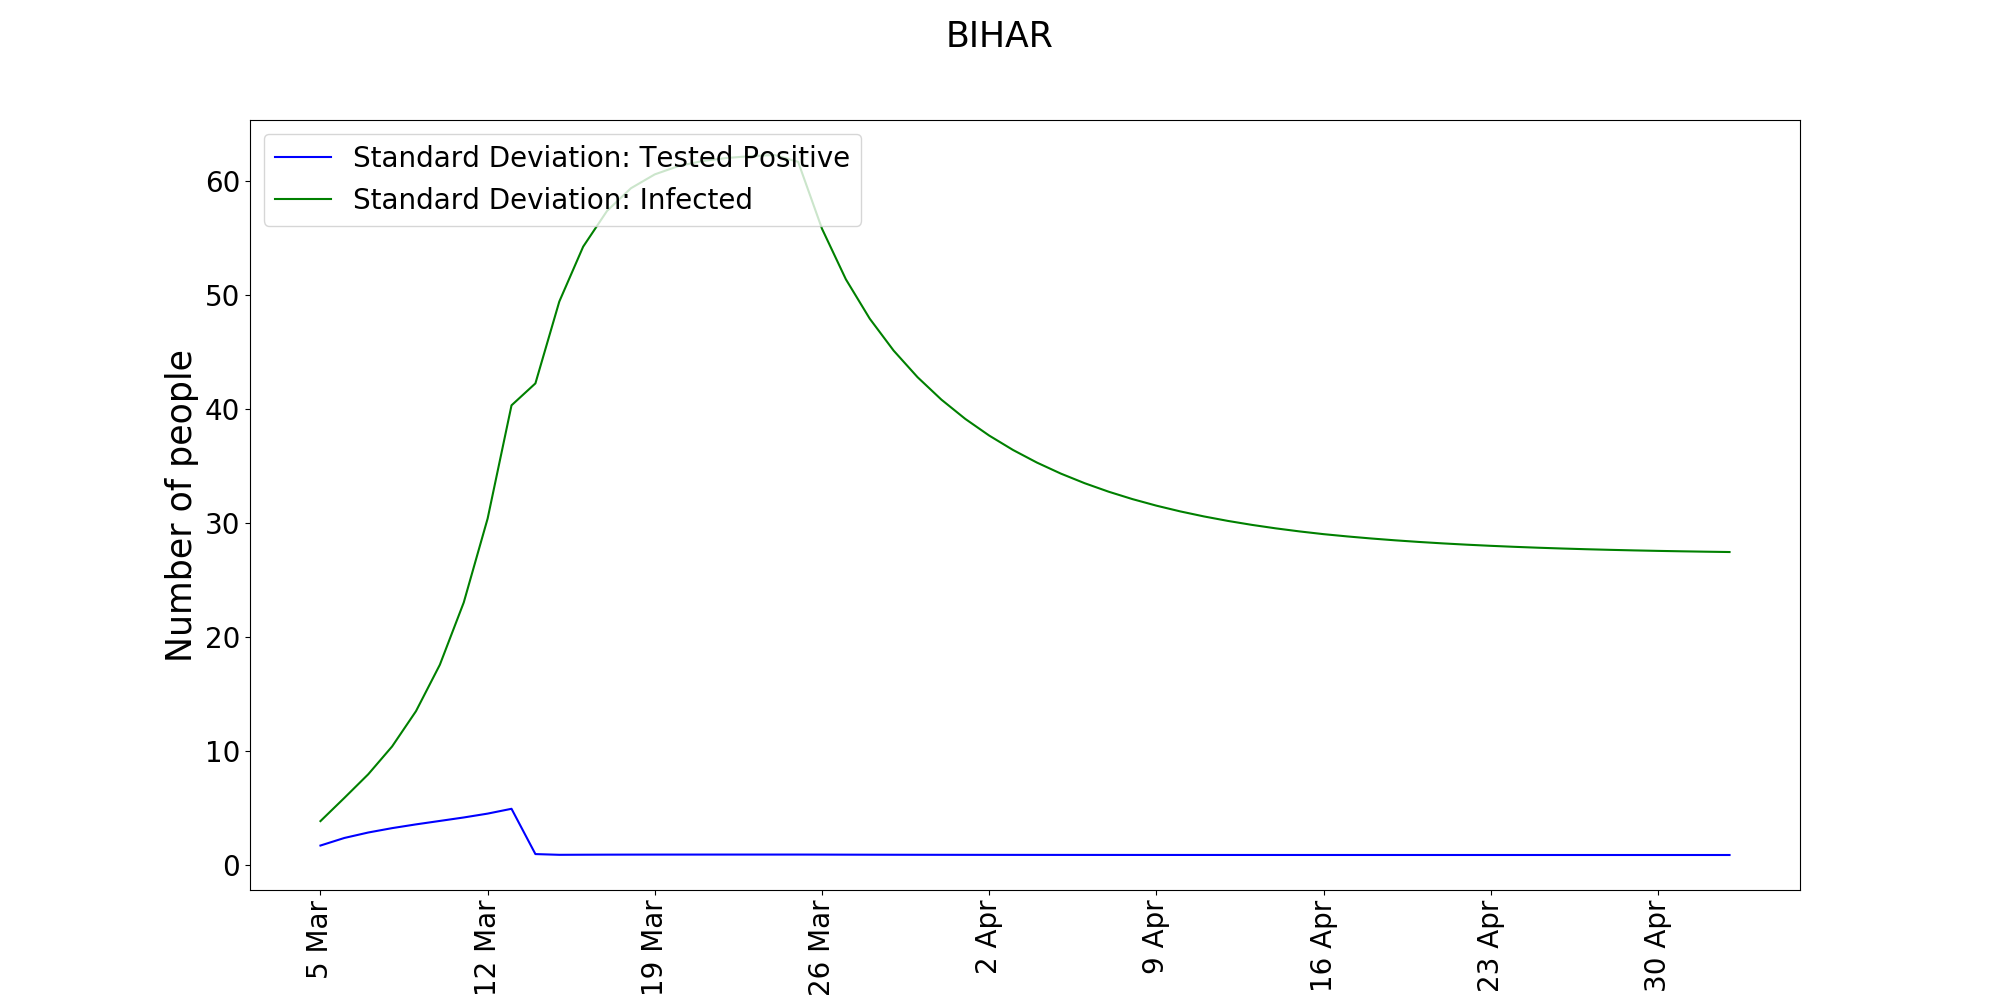 BIHAR
Standard Deviation: Tested Positive
Standard Deviation: Infected
Number of people
60
50
40
30
20
10
0
5 Mar
12 Mar
19 Mar
26 Mar
2 Apr
9 Apr
16 Apr
23 Apr
30 Apr